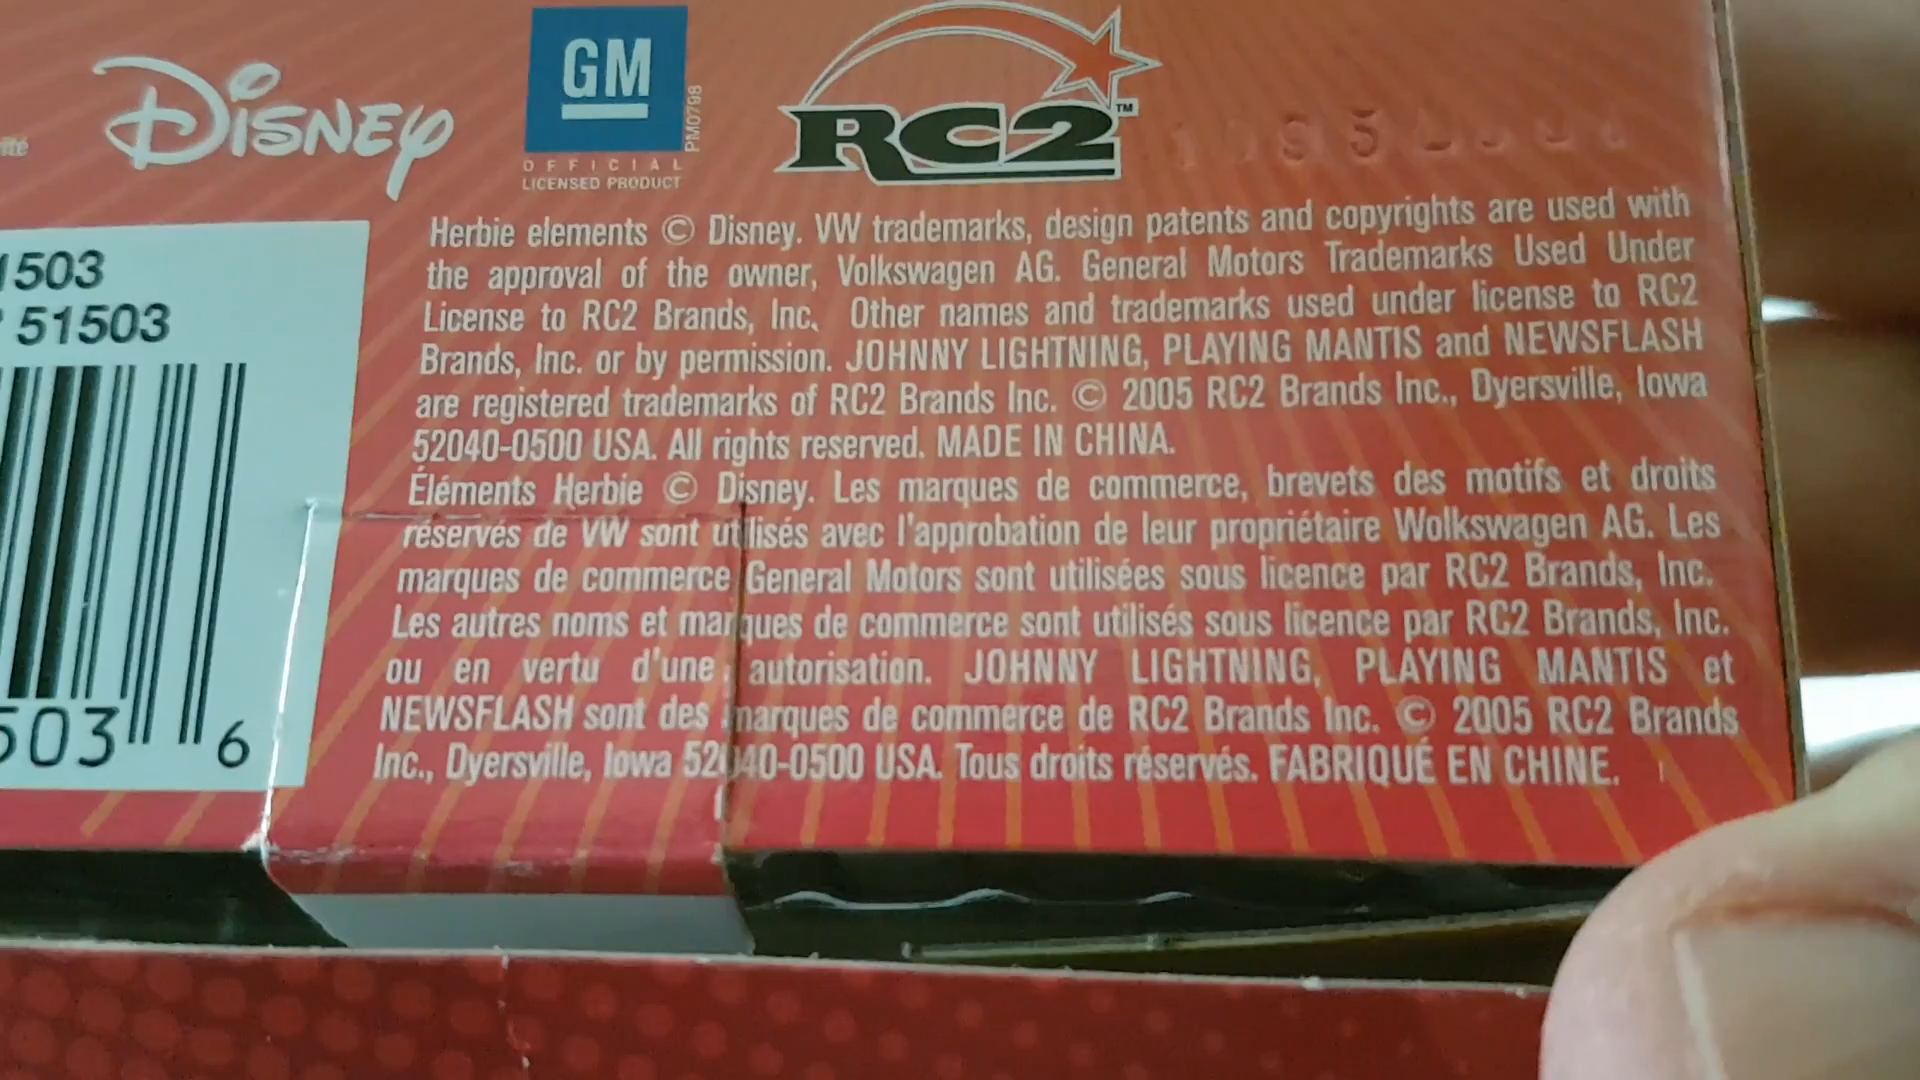 Disney
GM
PM0798
OFFICIAL
LICENSED PRODUCT
RC2™
1503
51503
503 6
Herbie elements © Disney. VW trademarks, design patents and copyrights are used with
the approval of the owner, Volkswagen AG. General Motors Trademarks Used Under
License to RC2 Brands, Inc. Other names and trademarks used under license to RC2
Brands, Inc. or by permission. JOHNNY LIGHTNING, PLAYING MANTIS and NEWSFLASH
are registered trademarks of RC2 Brands Inc. © 2005 RC2 Brands Inc., Dyersville, Iowa
52040-0500 USA. All rights reserved. MADE IN CHINA.
Éléments Herbie © Disney. Les marques de commerce, brevets des motifs et droits
réservés de VW sont utilisés avec l'approbation de leur propriétaire Wolkswagen AG. Les
marques de commerce General Motors sont utilisées sous licence par RC2 Brands, Inc.
Les autres noms et marques de commerce sont utilisés sous licence par RC2 Brands, Inc.
ou en vertu d'une autorisation. JOHNNY LIGHTNING, PLAYING MANTIS et
NEWSFLASH sont des marques de commerce de RC2 Brands Inc. © 2005 RC2 Brands
Inc., Dyersville, Iowa 52040-0500 USA. Tous droits réservés. FABRIQUÉ EN CHINE.